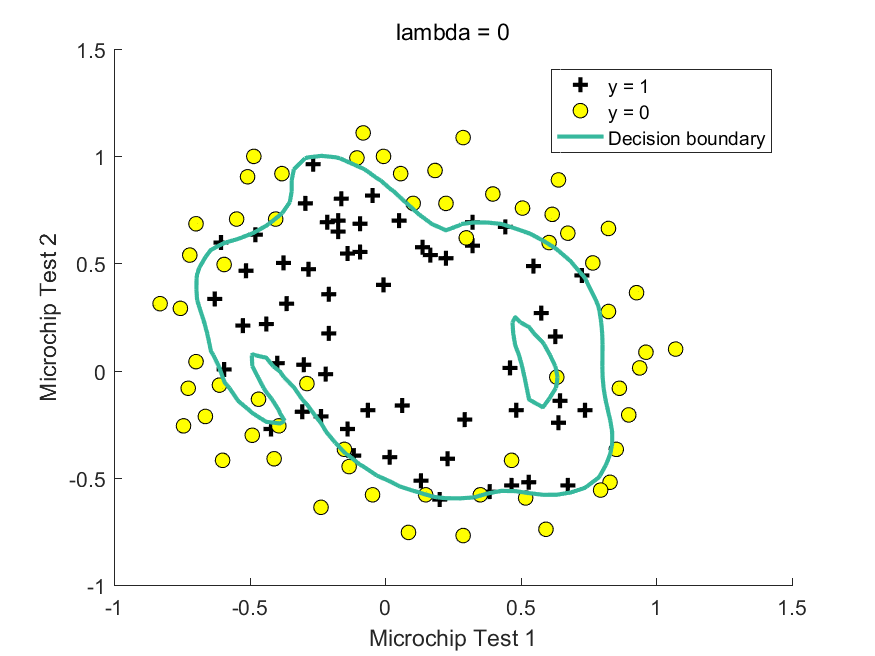 lambda = 0
1.5
y = 1
y = 0
Decision boundary
1
0.5
Microchip Test 2
0
-0.5
-1
-1
-0.5
0
0.5
1
1.5
Microchip Test 1